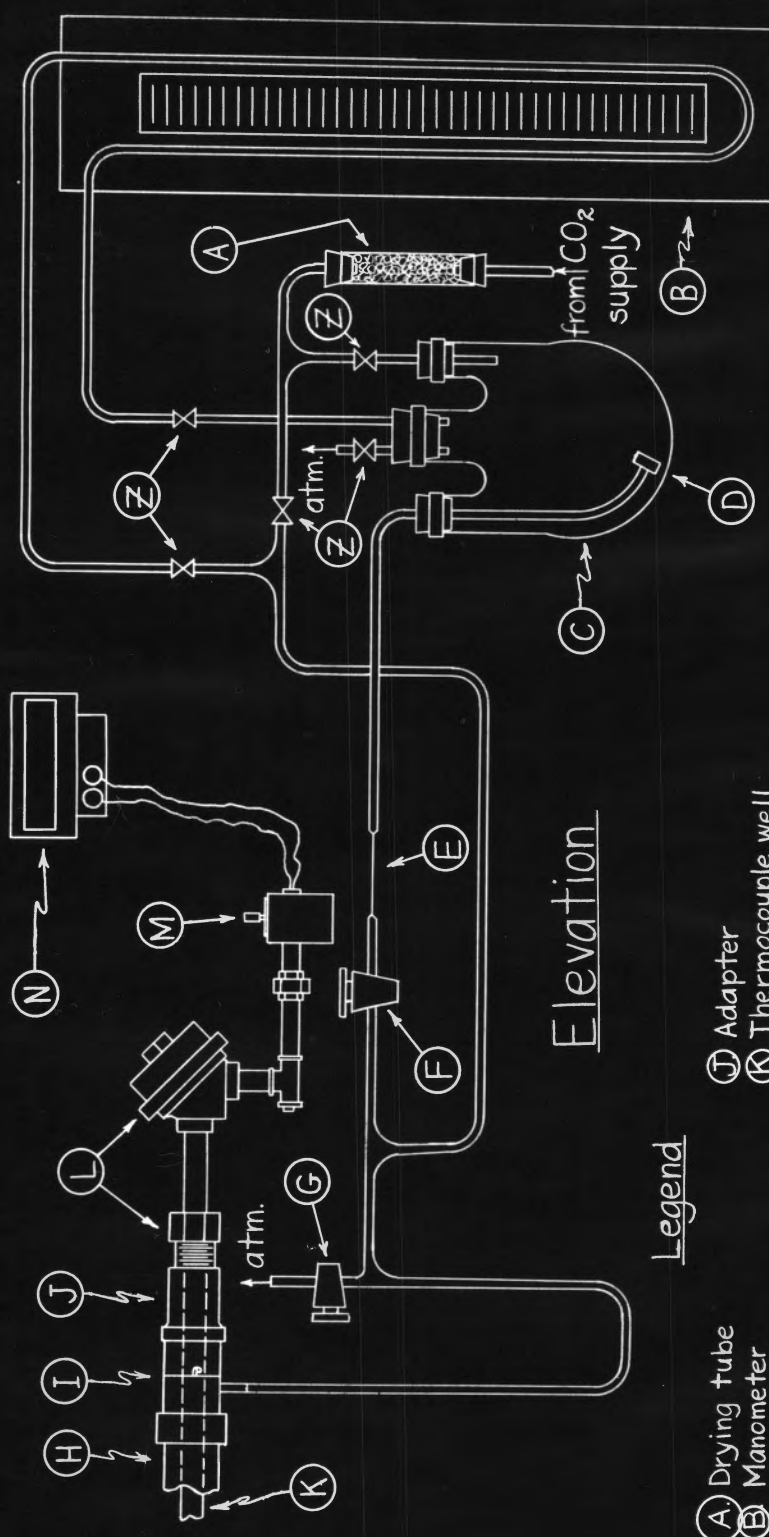 N
M
L
J
I
H
K
G
atm.
F
E
Z
Z
atm.
Z
A
C
D
from CO₂
supply
B
Elevation
Legend
A Drying tube
B Manometer
J Adapter
K Thermocouple well